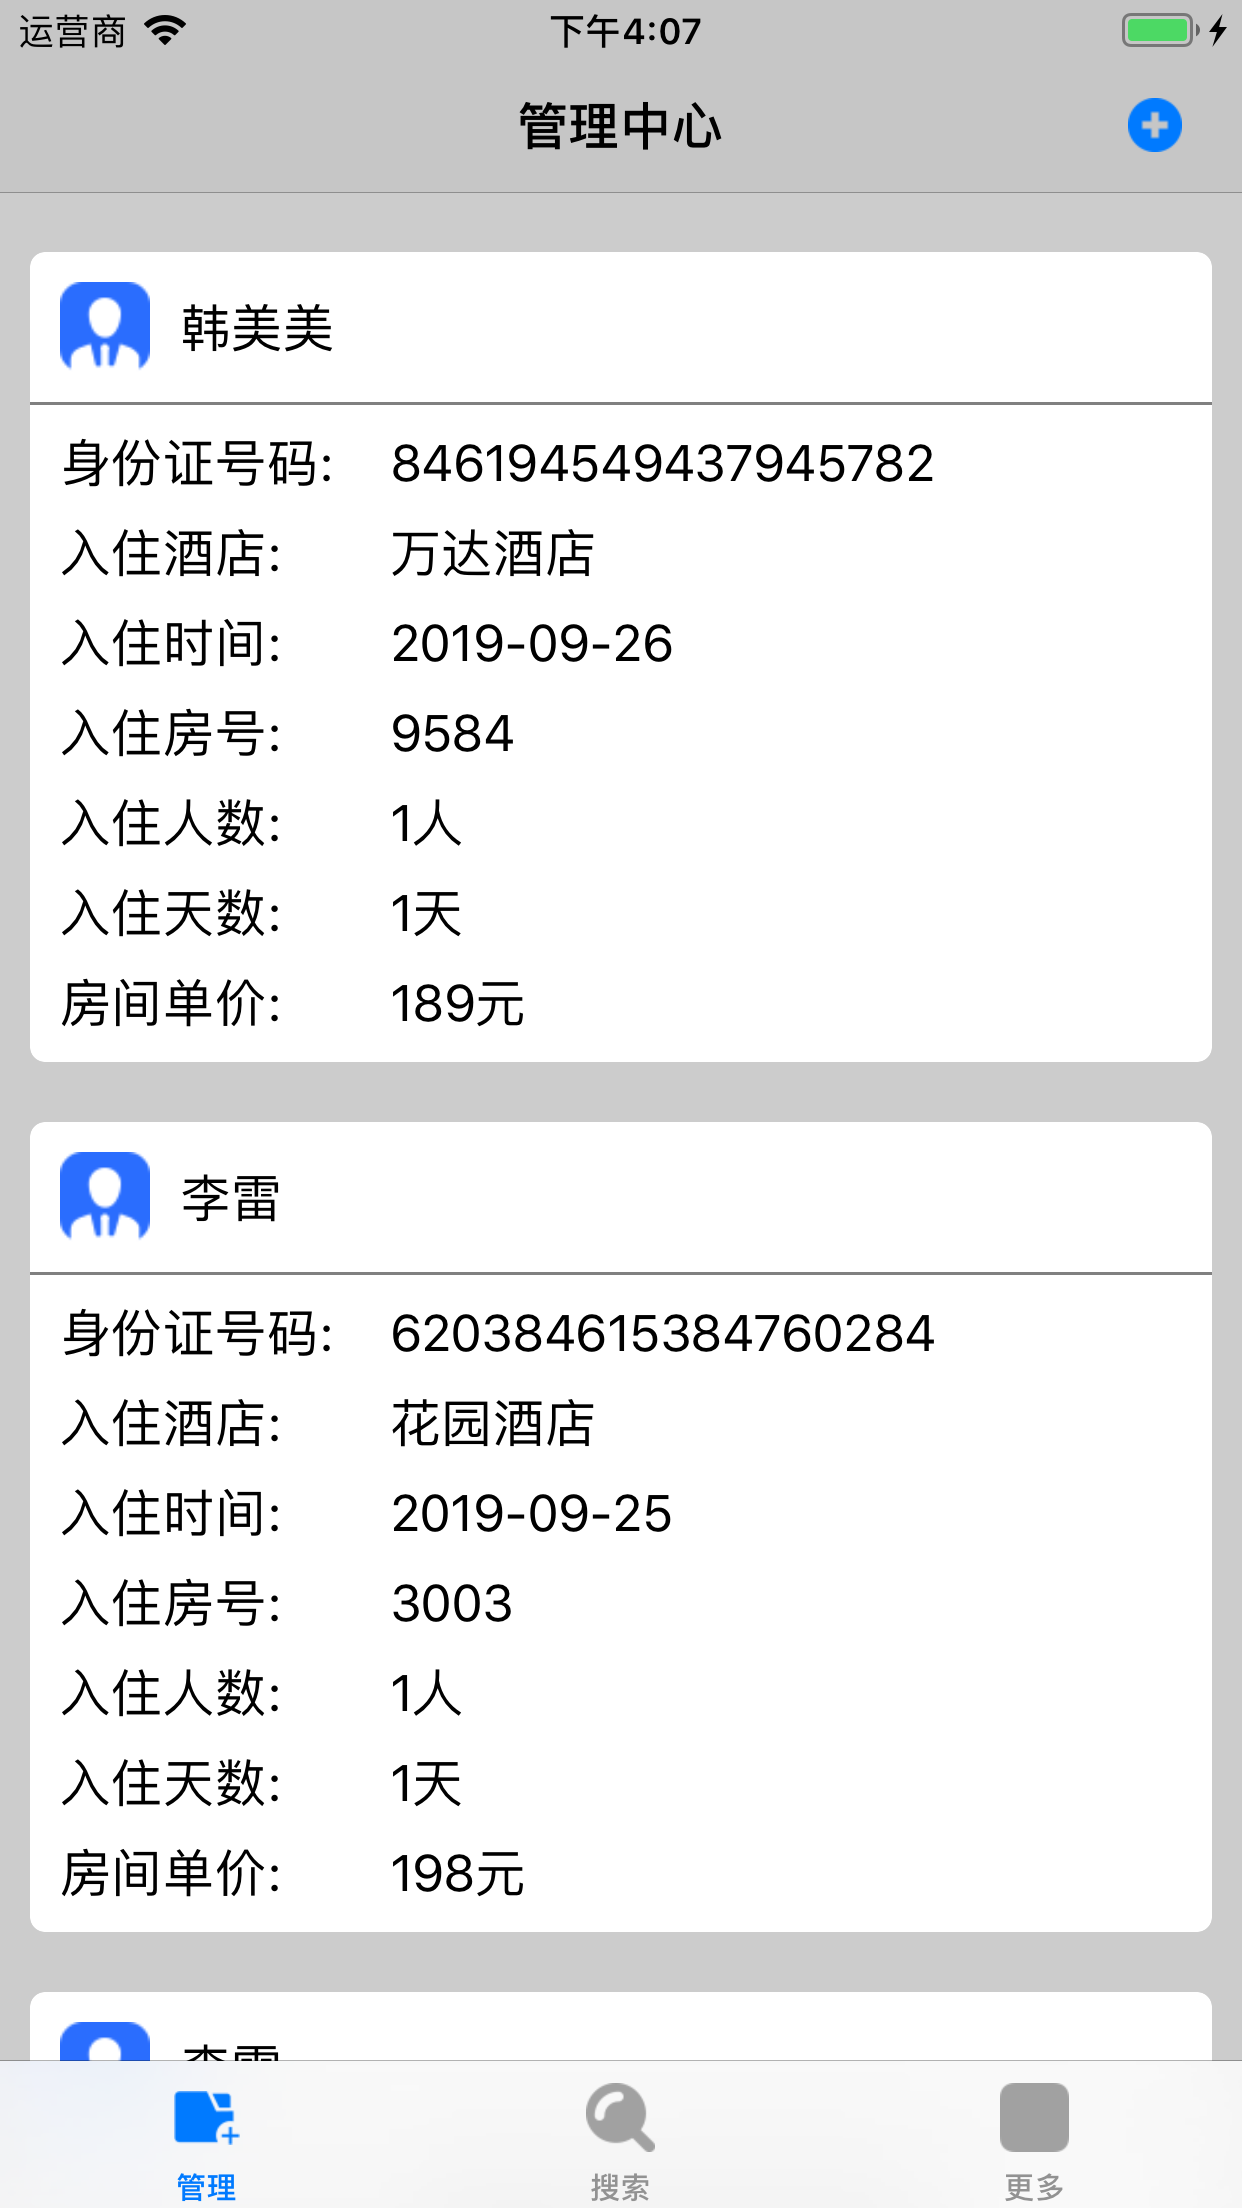 运营商 下午4:07
管理中心
韩美美
身份证号码: 846194549437945782
入住酒店: 万达酒店
入住时间: 2019-09-26
入住房号: 9584
入住人数: 1人
入住天数: 1天
房间单价: 189元
李雷
身份证号码: 620384615384760284
入住酒店: 花园酒店
入住时间: 2019-09-25
入住房号: 3003
入住人数: 1人
入住天数: 1天
房间单价: 198元
李雷
管理 搜索 更多